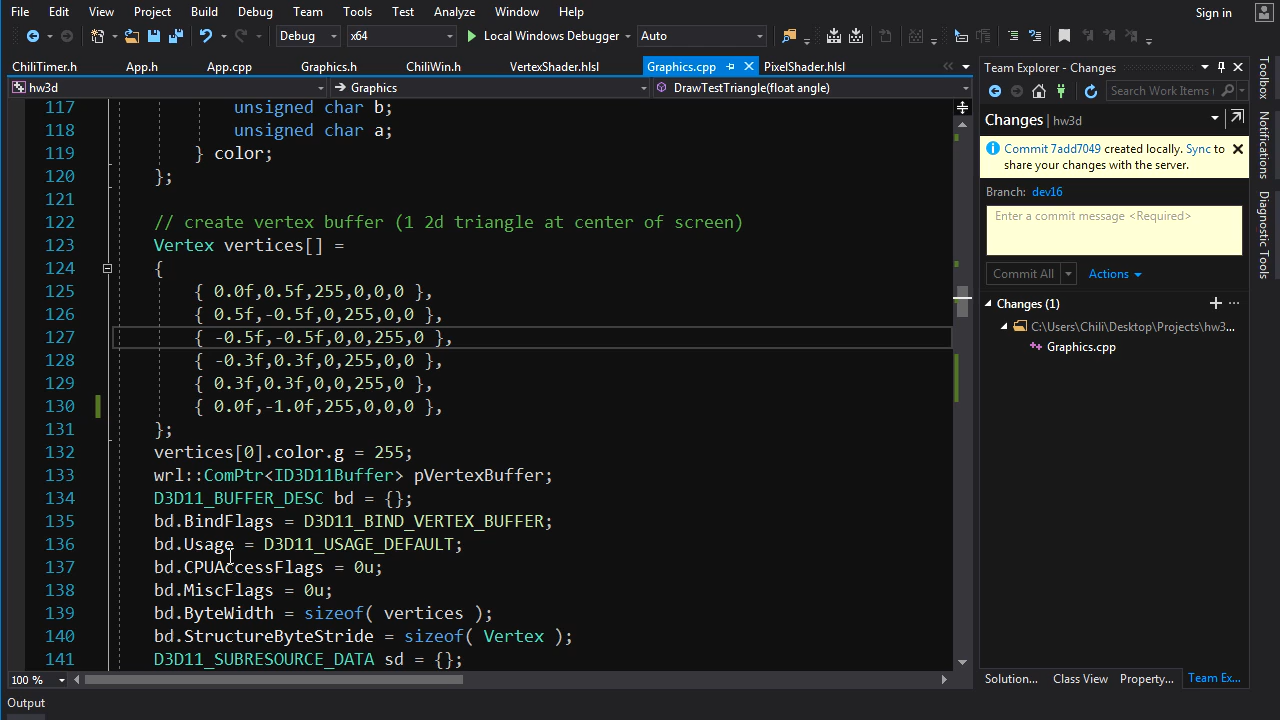 File Edit View Project Build Debug Team Tools Test Analyze Window Help Sign in
Debug x64 Local Windows Debugger Auto
ChiliTimer.h App.h App.cpp Graphics.h ChiliWin.h VertexShader.hlsl Graphics.cpp PixelShader.hlsl
hw3d Graphics DrawTestTriangle(float angle)
117 unsigned char b;
118 unsigned char a;
119 } color;
120 };
121
122 // create vertex buffer (1 2d triangle at center of screen)
123 Vertex vertices[] =
124 {
125 { 0.0f,0.5f,255,0,0,0 },
126 { 0.5f,-0.5f,0,255,0,0 },
127 { -0.5f,-0.5f,0,0,255,0 },
128 { -0.3f,0.3f,0,255,0,0 },
129 { 0.3f,0.3f,0,0,255,0 },
130 { 0.0f,-1.0f,255,0,0,0 },
131 };
132 vertices[0].color.g = 255;
133 wrl::ComPtr<ID3D11Buffer> pVertexBuffer;
134 D3D11_BUFFER_DESC bd = {};
135 bd.BindFlags = D3D11_BIND_VERTEX_BUFFER;
136 bd.Usage = D3D11_USAGE_DEFAULT;
137 bd.CPUAccessFlags = 0u;
138 bd.MiscFlags = 0u;
139 bd.ByteWidth = sizeof( vertices );
140 bd.StructureByteStride = sizeof( Vertex );
141 D3D11_SUBRESOURCE_DATA sd = {};
100 %
Output
Team Explorer - Changes
Search Work Items
Changes | hw3d
Commit 7add7049 created locally. Sync to
share your changes with the server.
Branch: dev16
Enter a commit message <Required>
Commit All Actions
Changes (1)
C:\Users\Chili\Desktop\Projects\hw3...
Graphics.cpp
Solution... Class View Property... Team Ex...
Toolbox
Notifications
Diagnostic Tools